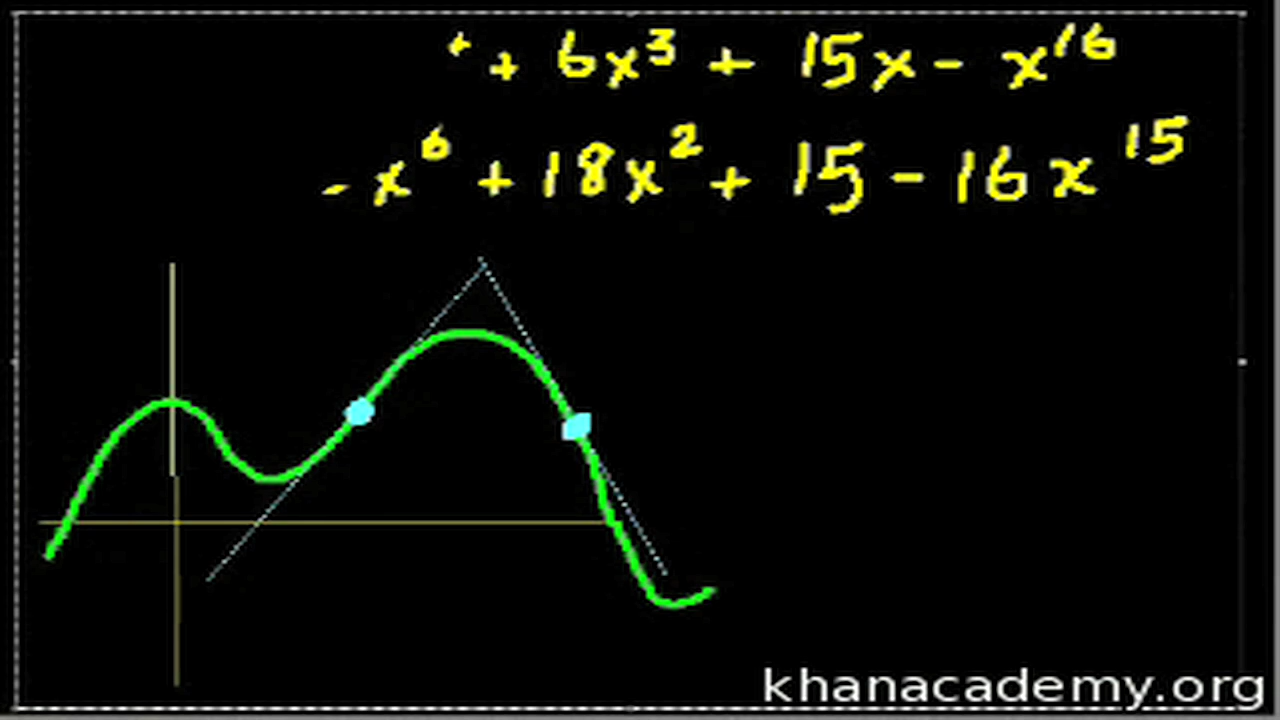 + 6x³ + 15x - x¹⁶
- x⁶ + 18x² + 15 - 16x¹⁵
khanacademy.org